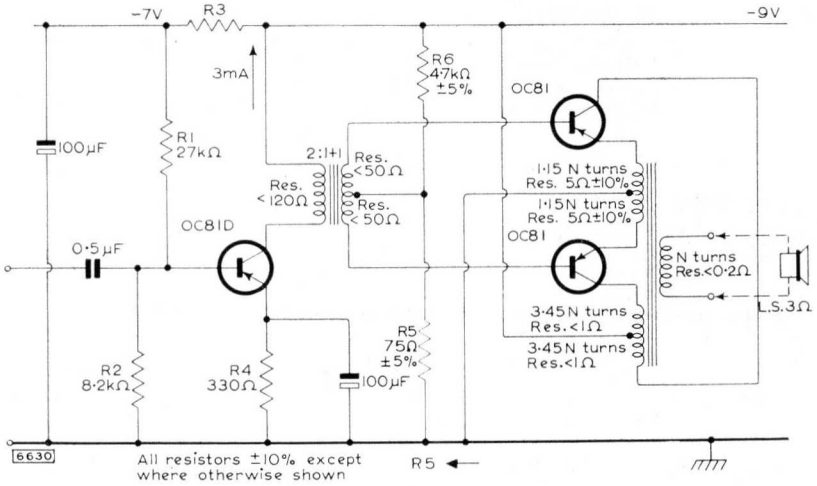 -7V
R3
-9V
3mA
R6
4·7kΩ
±5%
OC81
100µF
R1
27kΩ
2:1+1
Res.
<120Ω
Res.
<50Ω
Res.
<50Ω
1·15 N turns
Res. 5Ω±10%
1·15N turns
Res. 5Ω±10%
OC81D
OC81
0·5µF
N turns
Res.<0·2Ω
L.S.3Ω
3·45N turns
Res.<1Ω
3·45N turns
Res.<1Ω
R2
8·2kΩ
R4
330Ω
100µF
R5
75Ω
±5%
6630
All resistors ±10% except
where otherwise shown
R5